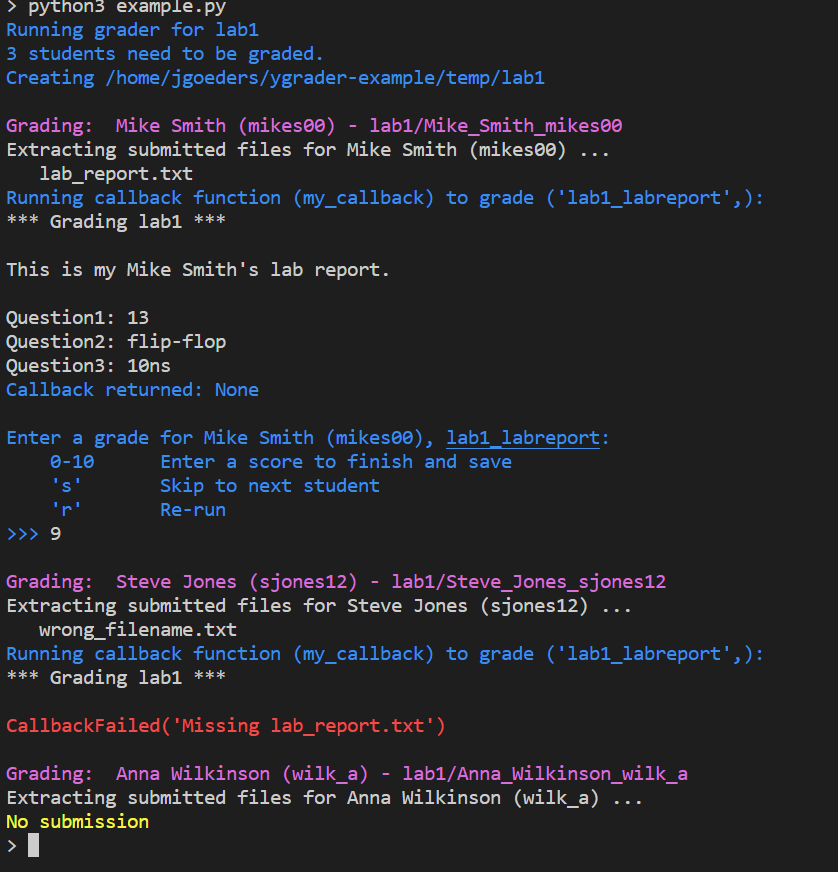 > python3 example.py
Running grader for lab1
3 students need to be graded.
Creating /home/jgoeders/ygrader-example/temp/lab1
Grading:  Mike Smith (mikes00) - lab1/Mike_Smith_mikes00
Extracting submitted files for Mike Smith (mikes00) ...
   lab_report.txt
Running callback function (my_callback) to grade ('lab1_labreport',):
*** Grading lab1 ***
This is my Mike Smith's lab report.
Question1: 13
Question2: flip-flop
Question3: 10ns
Callback returned: None
Enter a grade for Mike Smith (mikes00), lab1_labreport:
    0-10      Enter a score to finish and save
    's'       Skip to next student
    'r'       Re-run
>>> 9
Grading:  Steve Jones (sjones12) - lab1/Steve_Jones_sjones12
Extracting submitted files for Steve Jones (sjones12) ...
   wrong_filename.txt
Running callback function (my_callback) to grade ('lab1_labreport',):
*** Grading lab1 ***
CallbackFailed('Missing lab_report.txt')
Grading:  Anna Wilkinson (wilk_a) - lab1/Anna_Wilkinson_wilk_a
Extracting submitted files for Anna Wilkinson (wilk_a) ...
No submission
>